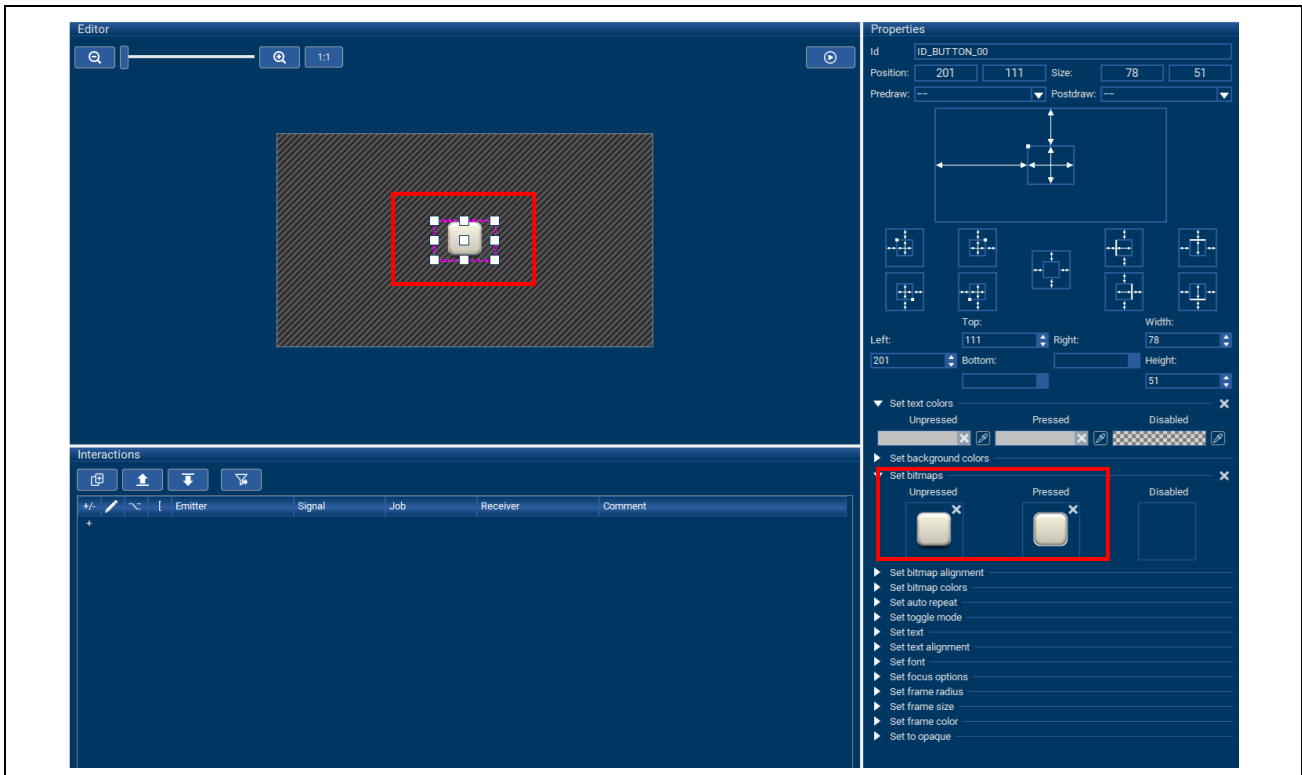 Editor
1:1
Interactions
+/- [ Emitter Signal Job Receiver Comment
+
Properties
Id ID_BUTTON_00
Position: 201 111 Size: 78 51
Predraw: -- Postdraw: --
Top: Width:
Left: 111 Right: 78
201 Bottom: Height:
51
Set text colors
Unpressed Pressed Disabled
Set background colors
Set bitmaps
Unpressed Pressed Disabled
Set bitmap alignment
Set bitmap colors
Set auto repeat
Set toggle mode
Set text
Set text alignment
Set font
Set focus options
Set frame radius
Set frame size
Set frame color
Set to opaque